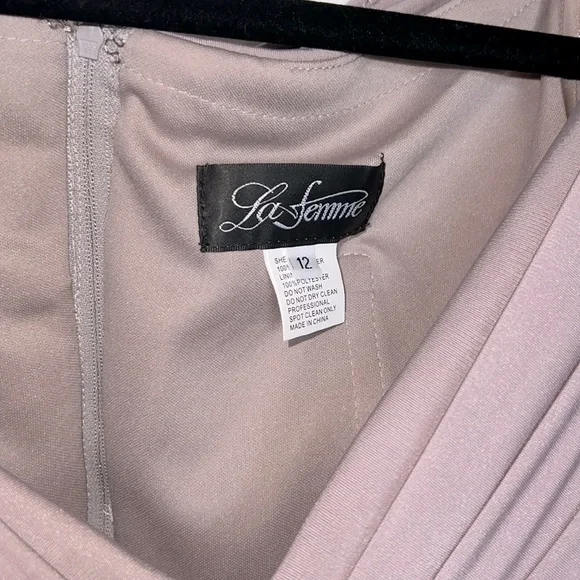 La femme
12
100%
100%POLYESTER
DO NOT WASH
DO NOT DRY CLEAN
PROFESSIONAL
SPOT CLEAN ONLY
MADE IN CHINA